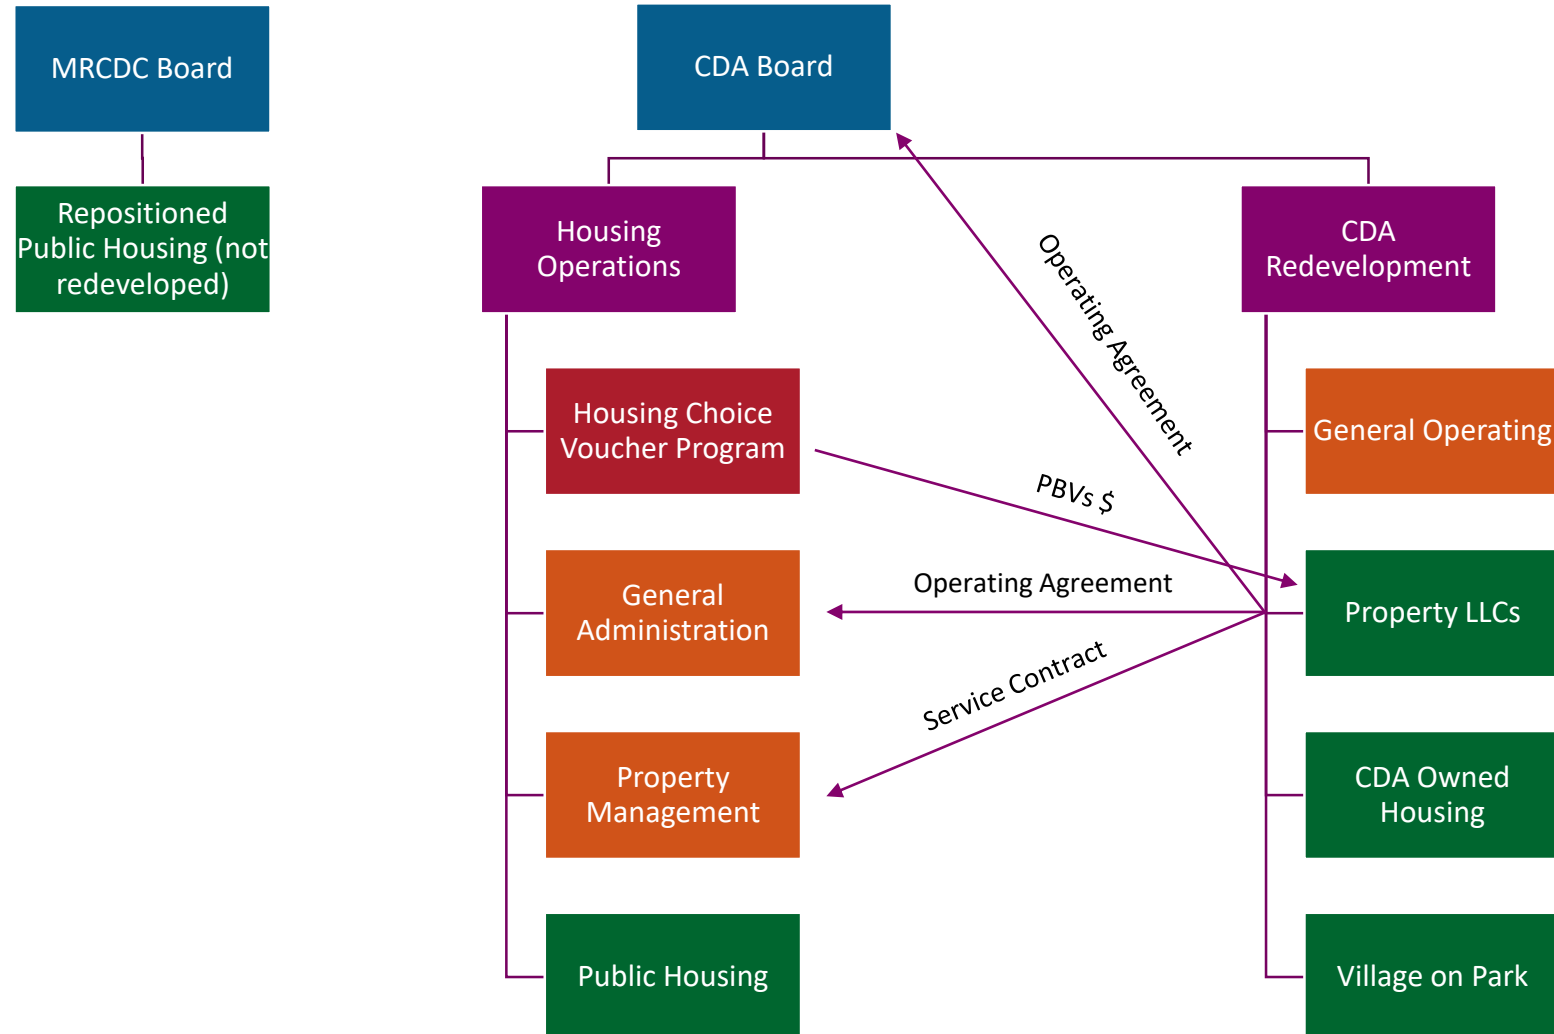 MRCDC Board
CDA Board
Repositioned
Public Housing (not
redeveloped)
Housing
Operations
CDA
Redevelopment
Operating Agreement
Housing Choice
Voucher Program
General Operating
PBVs $
General
Administration
Operating Agreement
Property LLCs
Service Contract
Property
Management
CDA Owned
Housing
Public Housing
Village on Park